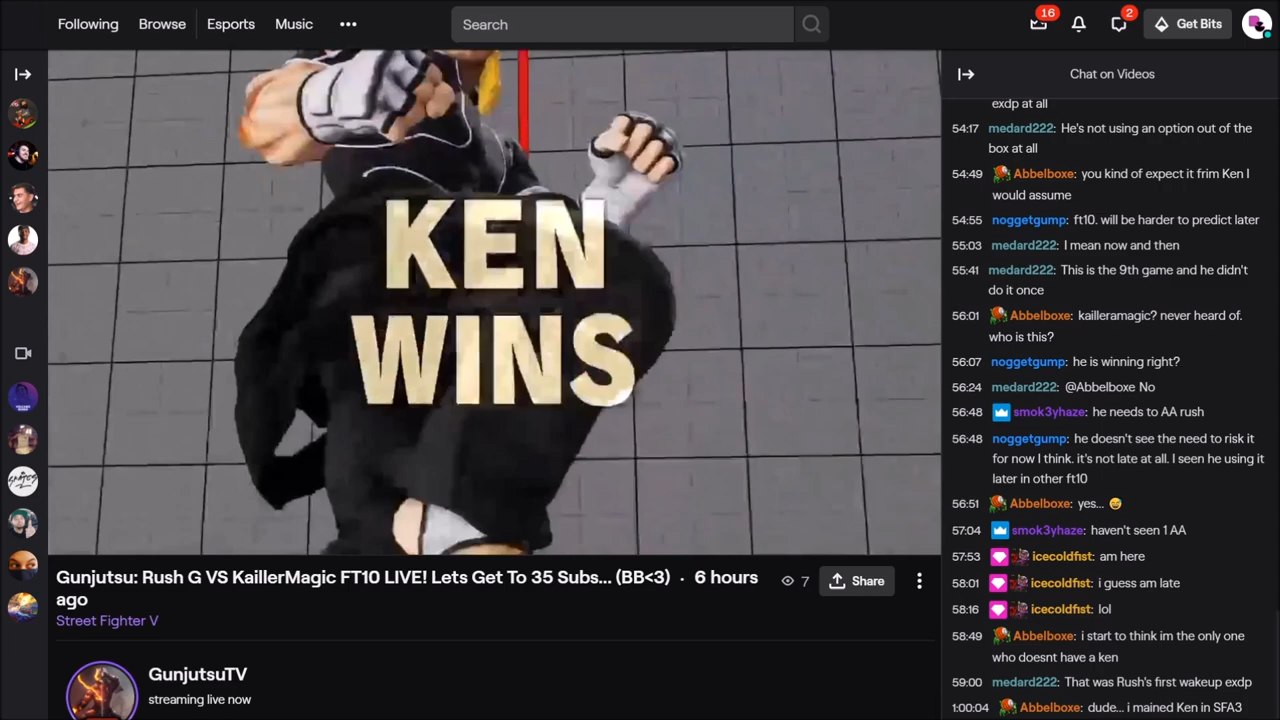 Following
Browse
Esports
Music
Search
16
2
Get Bits
KEN
WINS
Gunjutsu: Rush G VS KaillerMagic FT10 LIVE! Lets Get To 35 Subs... (BB<3) · 6 hours
ago
7
Share
Street Fighter V
GunjutsuTV
streaming live now
Chat on Videos
exdp at all
54:17 medard222: He's not using an option out of the
box at all
54:49 Abbelboxe: you kind of expect it frim Ken I
would assume
54:55 noggetgump: ft10. will be harder to predict later
55:03 medard222: I mean now and then
55:41 medard222: This is the 9th game and he didn't
do it once
56:01 Abbelboxe: kailleramagic? never heard of.
who is this?
56:07 noggetgump: he is winning right?
56:24 medard222: @Abbelboxe No
56:48 smok3yhaze: he needs to AA rush
56:48 noggetgump: he doesn't see the need to risk it
for now I think. it's not late at all. I seen he using it
later in other ft10
56:51 Abbelboxe: yes... 😅
57:04 smok3yhaze: haven't seen 1 AA
57:53 icecoldfist: am here
58:01 icecoldfist: i guess am late
58:16 icecoldfist: lol
58:49 Abbelboxe: i start to think im the only one
who doesnt have a ken
59:00 medard222: That was Rush's first wakeup exdp
1:00:04 Abbelboxe: dude... i mained Ken in SFA3